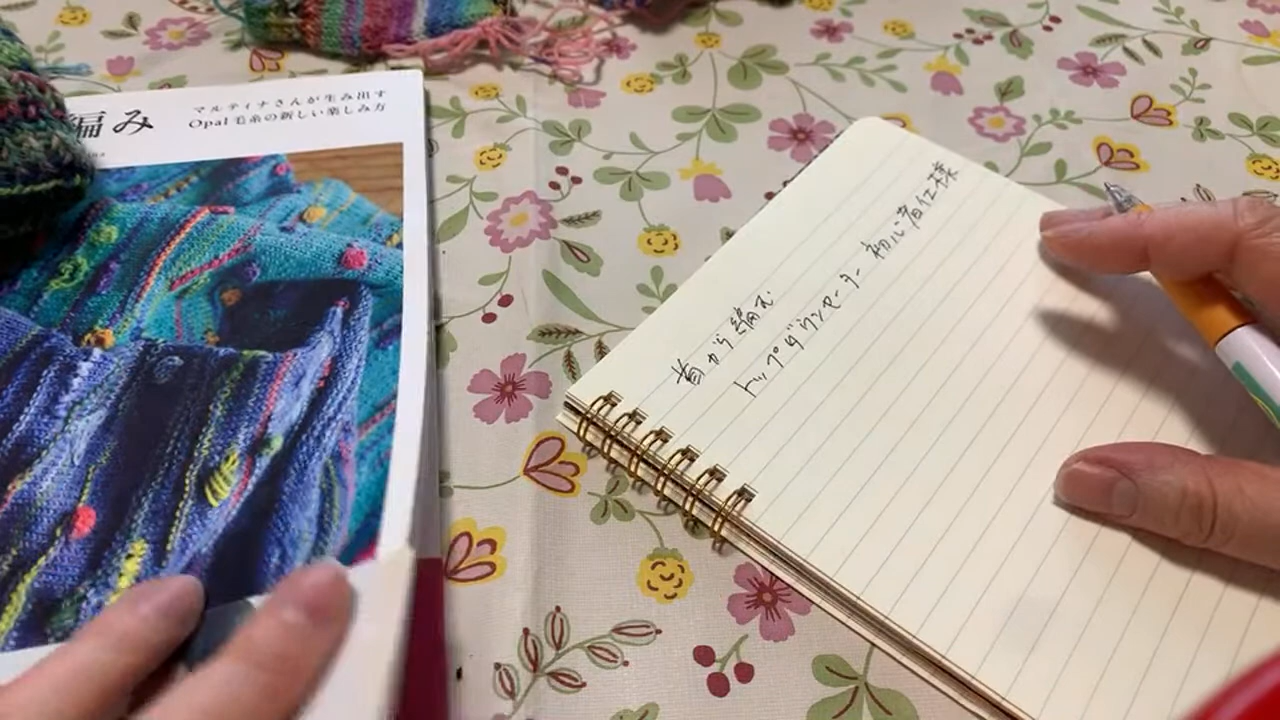 編み
マルティナさんが生み出す
Opal毛糸の新しい楽しみ方
首から編む
トップダウンセーター 初心者仕様